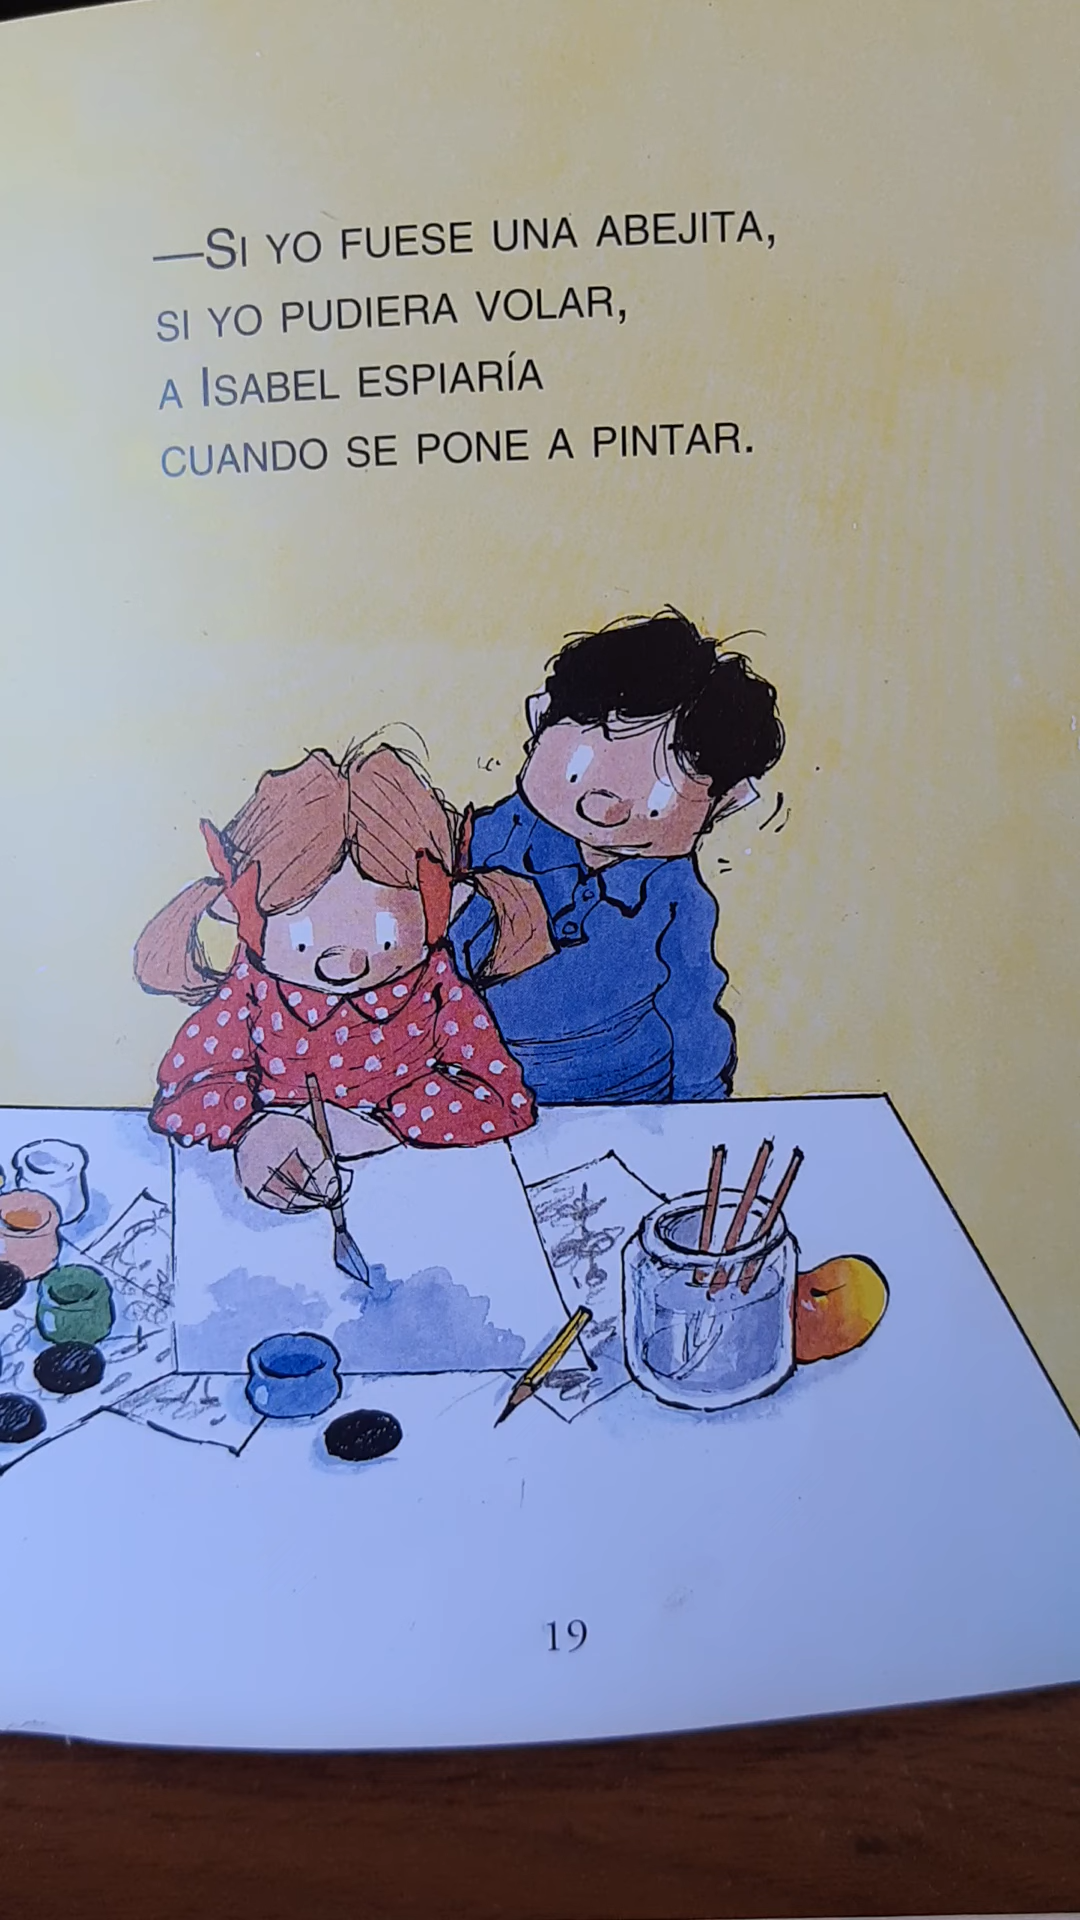 —SI YO FUESE UNA ABEJITA,
SI YO PUDIERA VOLAR,
A ISABEL ESPIARÍA
CUANDO SE PONE A PINTAR.
19